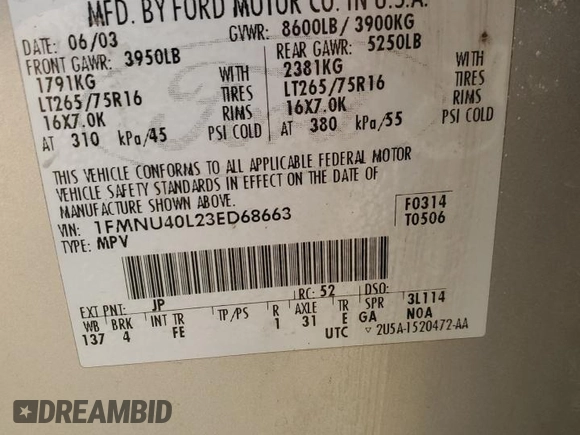 MFD. BY FORD MOTOR CO. IN U.S.A.
DATE: 06/03 GVWR: 8600LB/ 3900KG
FRONT GAWR: 3950LB REAR GAWR: 5250LB
1791KG WITH 2381KG WITH
LT265/75R16 TIRES LT265/75R16 TIRES
16X7.0K RIMS 16X7.0K RIMS
AT 310 kPa/45 PSI COLD AT 380 kPa/55 PSI COLD
THIS VEHICLE CONFORMS TO ALL APPLICABLE FEDERAL MOTOR
VEHICLE SAFETY STANDARDS IN EFFECT ON THE DATE OF
MANUFACTURE SHOWN ABOVE.
VIN: 1FMNU40L23ED68663 F0314
TYPE: MPV T0506
EXT PNT: JP RC: 52 DSO:
WB BRK INT TR TP/PS R AXLE TR SPR 3L114
137 4 FE 1 31 E GA NOA
UTC ▽ 2U5A-1520472-AA
DREAMBID